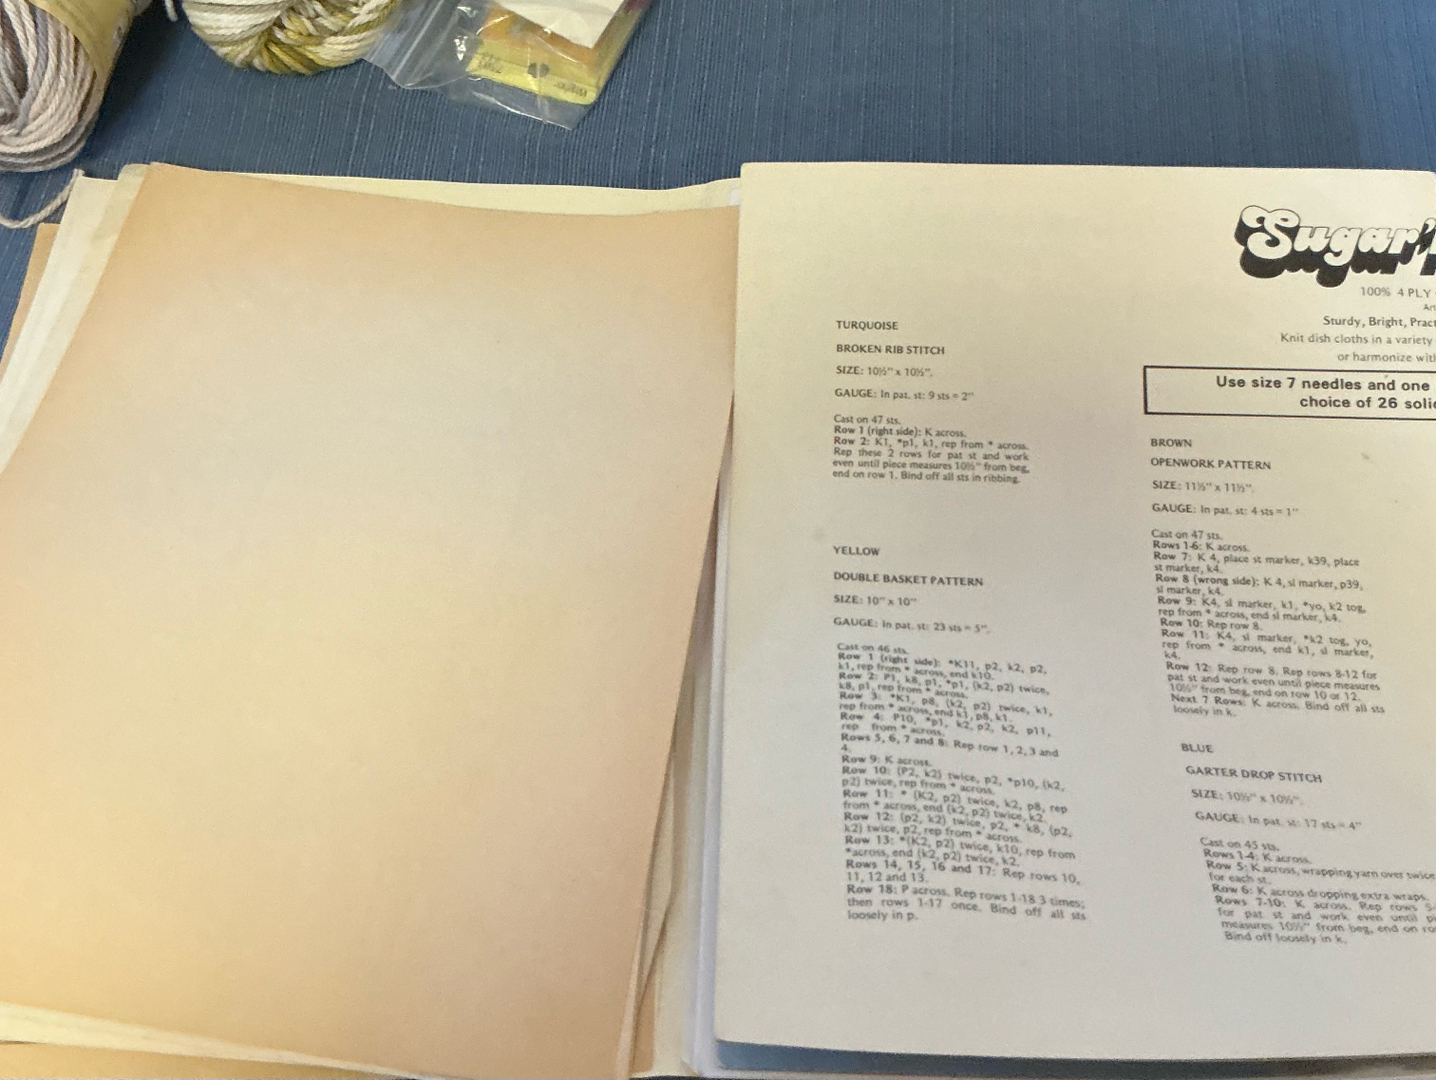 Sugar'
100% 4 PLY
Sturdy, Bright, Pract
Knit dish cloths in a variety
or harmonize with
Use size 7 needles and one
choice of 26 solid
TURQUOISE
BROKEN RIB STITCH
SIZE: 10½" x 10½".
GAUGE: In pat. st: 9 sts = 2"
Cast on 47 sts.
Row 1 (right side): K across.
Row 2: K1, *p1, k1, rep from * across.
Rep these 2 rows for pat st and work
even until piece measures 10½" from beg,
end on row 1. Bind off all sts in ribbing.
YELLOW
DOUBLE BASKET PATTERN
SIZE: 10" x 10"
GAUGE: In pat. st: 23 sts = 5".
Cast on 46 sts.
Row 1 (right side): *K11, p2, k2, p2,
k1, rep from * across, end k10.
Row 2: P1, k8, p1, *p1, (k2, p2) twice,
k8, p1, rep from * across.
Row 3: *K1, p8, (k2, p2) twice, k1,
rep from * across, end k1, p8, k1.
Row 4: P10, *p1, k2, p2, k2, p11,
rep from * across.
Rows 5, 6, 7 and 8: Rep row 1, 2, 3 and
4.
Row 9: K across.
Row 10: (P2, k2) twice, p2, *p10, (k2,
p2) twice, rep from * across.
Row 11: * (K2, p2) twice, k2, p8, rep
from * across, end (k2, p2) twice, k2.
Row 12: (p2, k2) twice, p2, * k8, (p2,
k2) twice, p2, rep from * across.
Row 13: *(K2, p2) twice, k10, rep from
*across, end (k2, p2) twice, k2.
Rows 14, 15, 16 and 17: Rep rows 10,
11, 12 and 13.
Row 18: P across. Rep rows 1-18 3 times;
then rows 1-17 once. Bind off all sts
loosely in p.
BROWN
OPENWORK PATTERN
SIZE: 11½" x 11½".
GAUGE: In pat. st: 4 sts = 1"
Cast on 47 sts.
Rows 1-6: K across.
Row 7: K 4, place st marker, k39, place
st marker, k4.
Row 8 (wrong side): K 4, sl marker, p39,
sl marker, k4.
Row 9: K4, sl marker, k1, *yo, k2 tog,
rep from * across, end sl marker, k4.
Row 10: Rep row 8.
Row 11: K4, sl marker, *k2 tog, yo,
rep from * across, end k1, sl marker,
k4.
Row 12: Rep row 8. Rep rows 8-12 for
pat st and work even until piece measures
10½" from beg, end on row 10 or 12.
Next 7 Rows: K across. Bind off all sts
loosely in k.
BLUE
GARTER DROP STITCH
SIZE: 10½" x 10½".
GAUGE: In pat. st: 17 sts = 4"
Cast on 45 sts.
Rows 1-4: K across.
Row 5: K across, wrapping yarn over twice
for each st.
Row 6: K across dropping extra wraps.
Rows 7-10: K across. Rep rows
for pat st and work even until
measures 10½" from beg, end on
Bind off loosely in k.